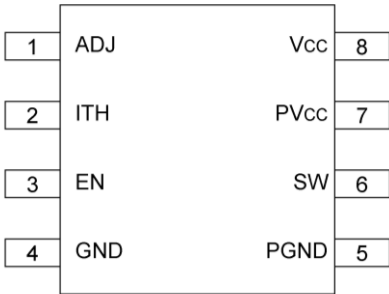 1 ADJ Vcc 8
2 ITH PVcc 7
3 EN SW 6
4 GND PGND 5